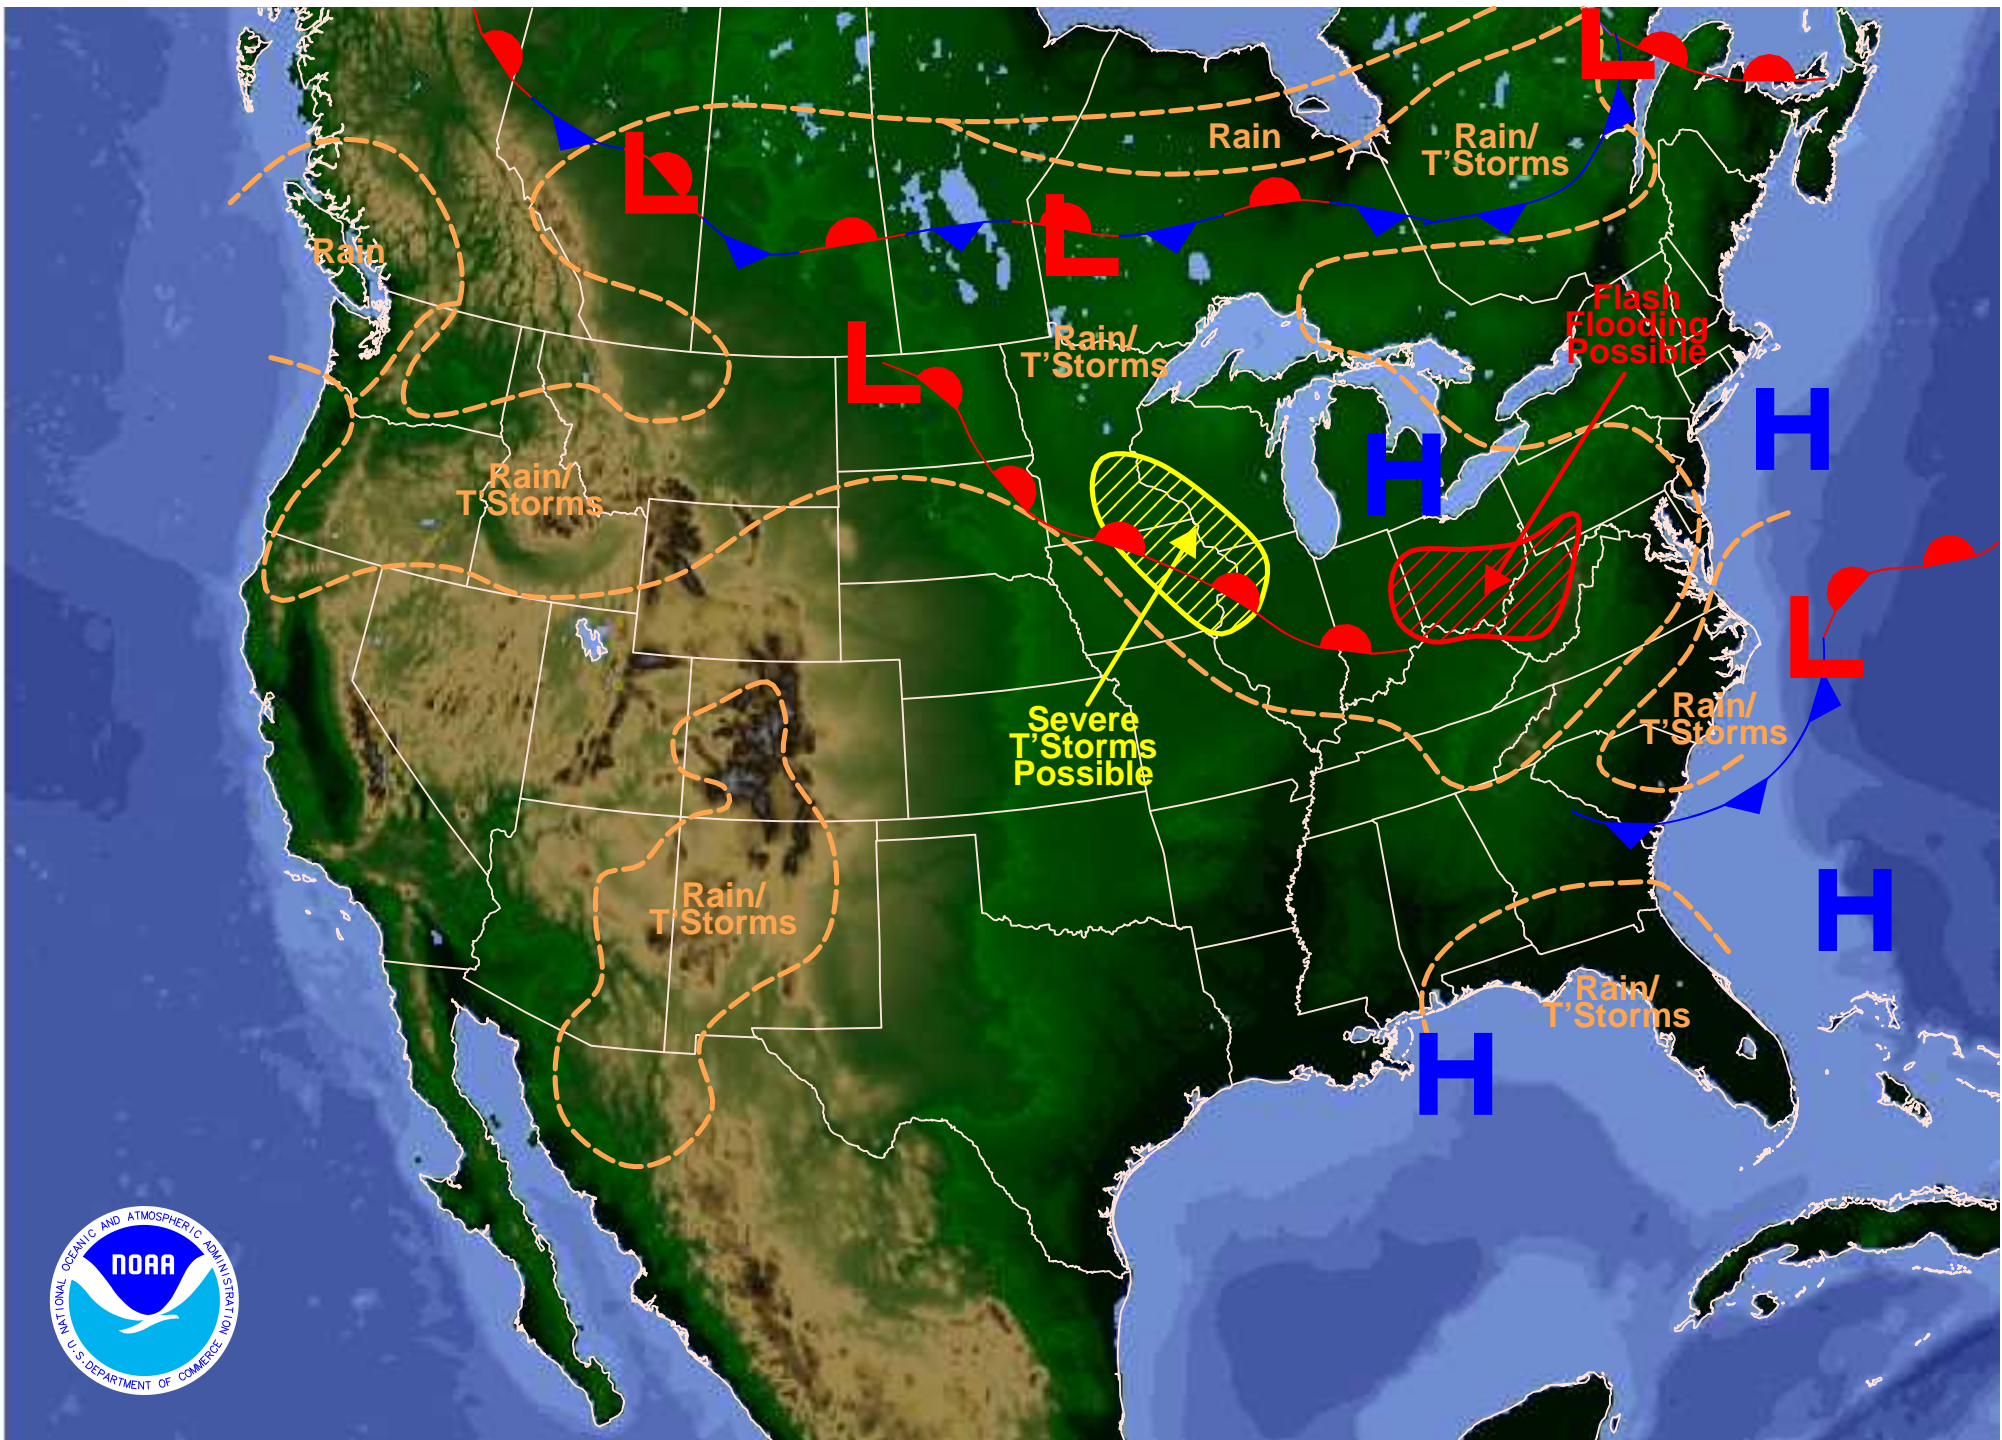 L
Rain
Rain/
T'Storms
L
L
Rain
Flash
Flooding
Possible
Rain/
T'Storms
L
H
H
Rain/
T'Storms
L
Rain/
T'Storms
Severe
T'Storms
Possible
H
Rain/
T'Storms
Rain/
T'Storms
H
NATIONAL OCEANIC AND ATMOSPHERIC ADMINISTRATION
NOAA
U.S. DEPARTMENT OF COMMERCE